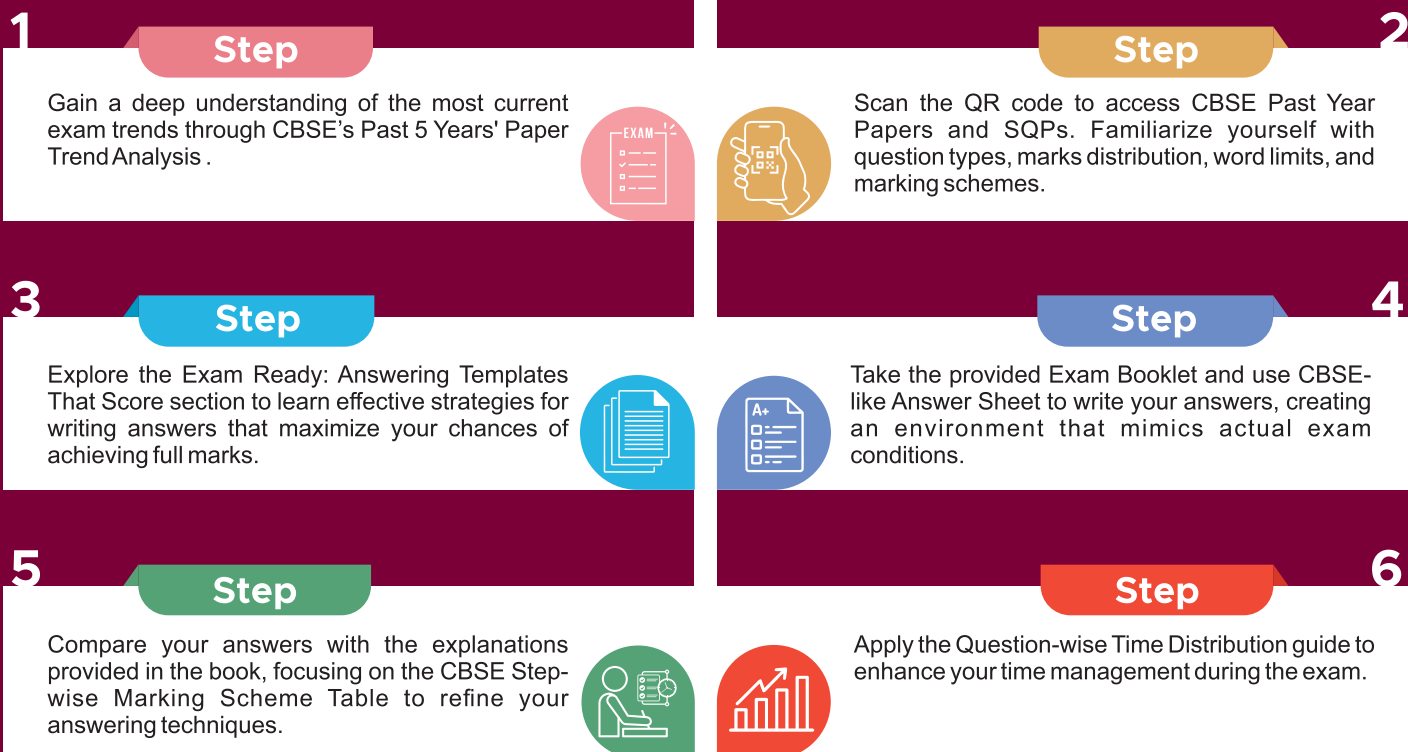 1
Step
Gain a deep understanding of the most current
exam trends through CBSE’s Past 5 Years' Paper
Trend Analysis .
EXAM
2
Step
Scan the QR code to access CBSE Past Year
Papers and SQPs. Familiarize yourself with
question types, marks distribution, word limits, and
marking schemes.
3
Step
Explore the Exam Ready: Answering Templates
That Score section to learn effective strategies for
writing answers that maximize your chances of
achieving full marks.
4
Step
Take the provided Exam Booklet and use CBSE-
like Answer Sheet to write your answers, creating
an environment that mimics actual exam
conditions.
A+
5
Step
Compare your answers with the explanations
provided in the book, focusing on the CBSE Step-
wise Marking Scheme Table to refine your
answering techniques.
6
Step
Apply the Question-wise Time Distribution guide to
enhance your time management during the exam.